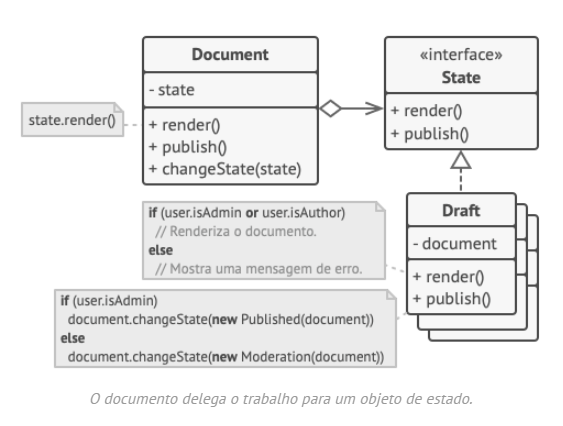 Document
- state
+ render()
+ publish()
+ changeState(state)
«interface»
State
+ render()
+ publish()
state.render()
Draft
- document
+ render()
+ publish()
if (user.isAdmin or user.isAuthor)
// Renderiza o documento.
else
// Mostra uma mensagem de erro.
if (user.isAdmin)
document.changeState(new Published(document))
else
document.changeState(new Moderation(document))
O documento delega o trabalho para um objeto de estado.